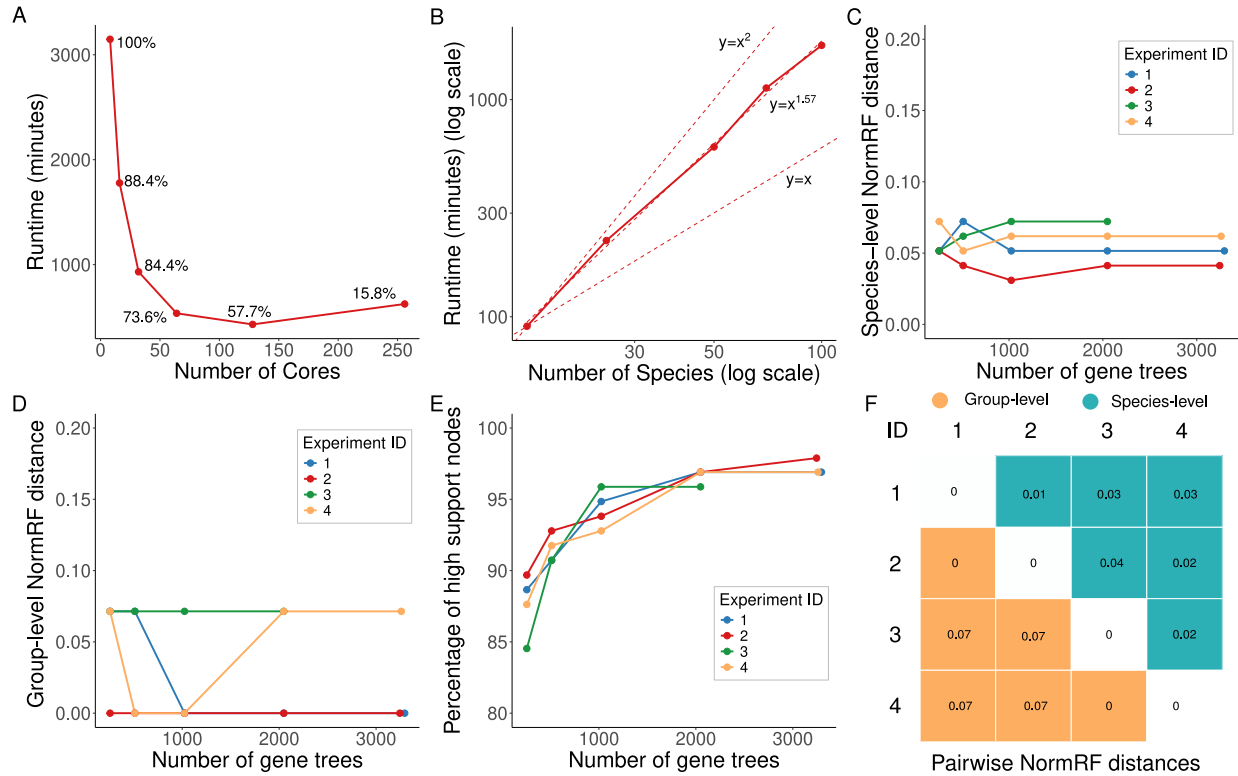 A
Runtime (minutes)
3000
2000
1000
100%
88.4%
84.4%
73.6%
57.7%
15.8%
0 50 100 150 200 250
Number of Cores
B
Runtime (minutes) (log scale)
1000
300
100
y=x²
y=x¹·⁵⁷
y=x
30 50 100
Number of Species (log scale)
C
Species−level NormRF distance
0.20
0.15
0.10
0.05
0.00
Experiment ID
1
2
3
4
1000 2000 3000
Number of gene trees
D
Group−level NormRF distance
0.20
0.15
0.10
0.05
0.00
Experiment ID
1
2
3
4
1000 2000 3000
Number of gene trees
E
Percentage of high support nodes
100
95
90
85
80
Experiment ID
1
2
3
4
1000 2000 3000
Number of gene trees
F
Group-level Species-level
ID 1 2 3 4
1 0 0.01 0.03 0.03
2 0 0 0.04 0.02
3 0.07 0.07 0 0.02
4 0.07 0.07 0 0
Pairwise NormRF distances